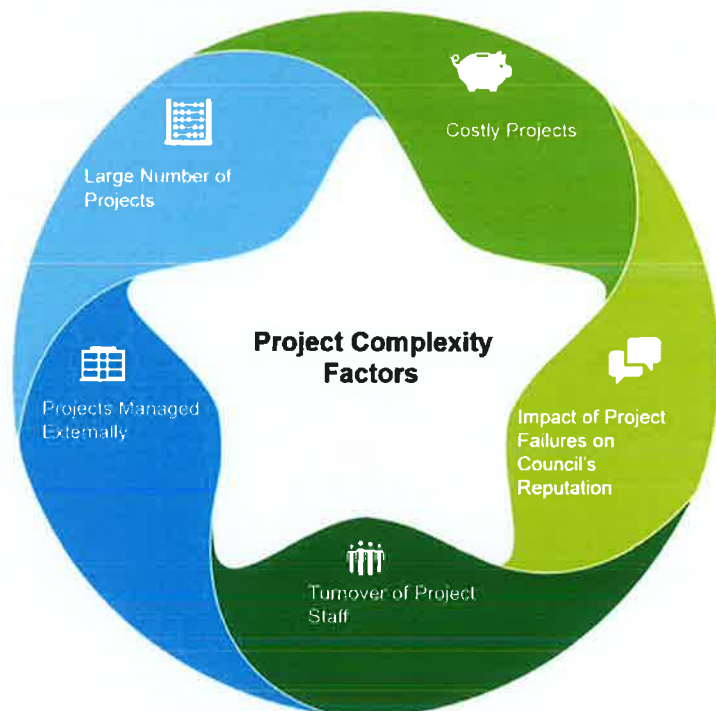 Project Complexity
Factors
Costly Projects
Impact of Project
Failures on
Council's
Reputation
Turnover of Project
Staff
Projects Managed
Externally
Large Number of
Projects